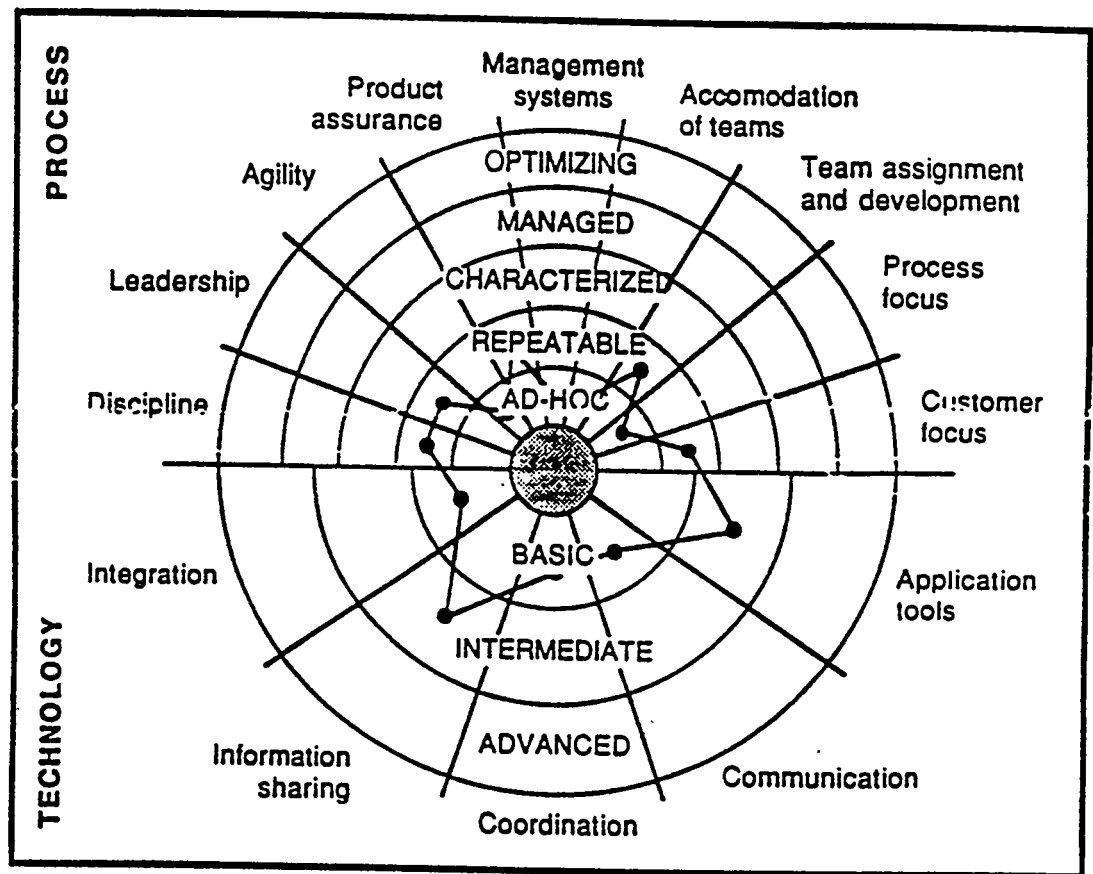 PROCESS
Management
systems
Product
assurance
Accomodation
of teams
Agility
Team assignment
and development
Leadership
Process
focus
Discipline
Customer
focus
OPTIMIZING
MANAGED
CHARACTERIZED
REPEATABLE
AD-HOC
BASIC
INTERMEDIATE
ADVANCED
TECHNOLOGY
Integration
Application
tools
Information
sharing
Communication
Coordination